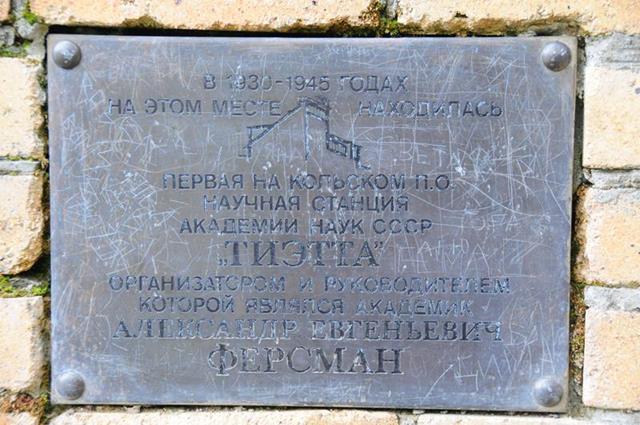 В 1930-1945 ГОДАХ
НА ЭТОМ МЕСТЕ НАХОДИЛАСЬ
ПЕРВАЯ НА КОЛЬСКОМ П.О.
НАУЧНАЯ СТАНЦИЯ
АКАДЕМИИ НАУК СССР
„ТИЭТТА"
ОРГАНИЗАТОРОМ И РУКОВОДИТЕЛЕМ
КОТОРОЙ ЯВЛЯЛСЯ АКАДЕМИК
АЛЕКСАНДР ЕВГЕНЬЕВИЧ
ФЕРСМАН